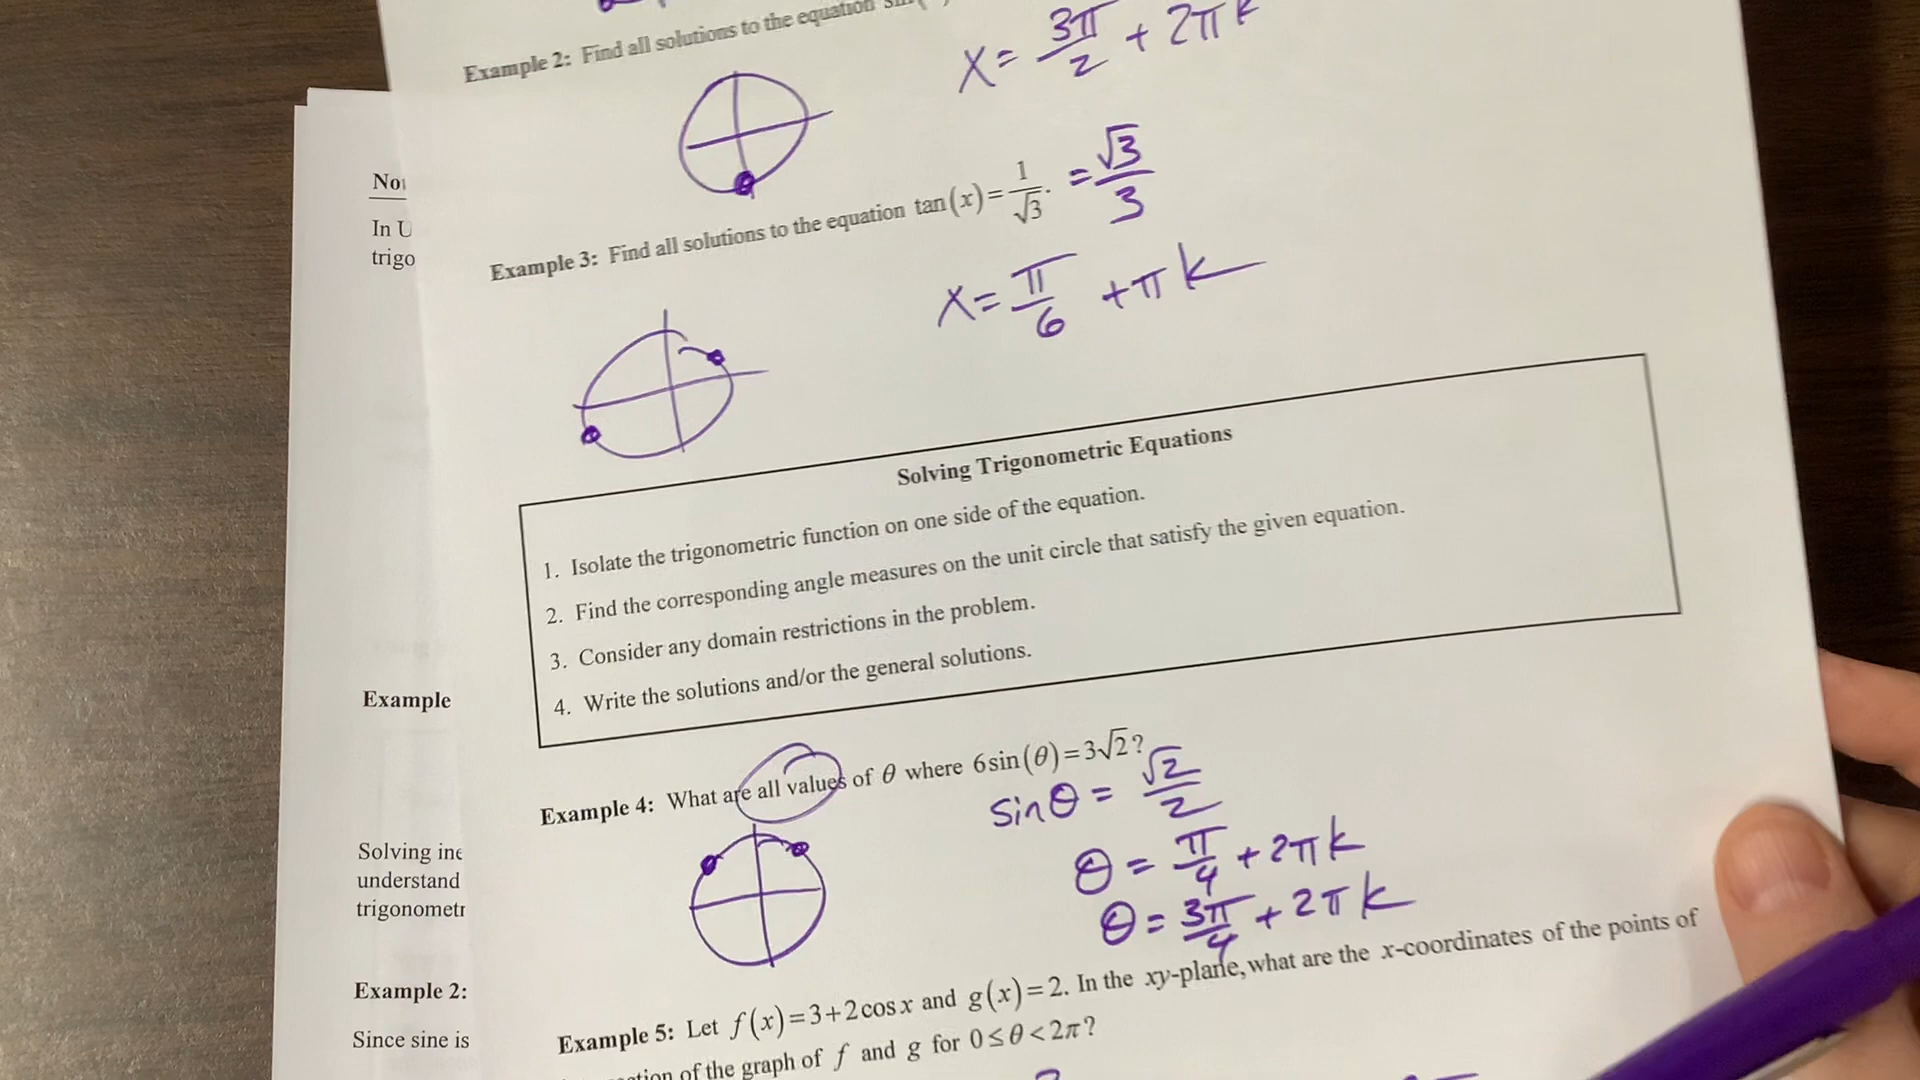 Example 2: Find all solutions to the equation
x = 3π/2 + 2πk
Example 3: Find all solutions to the equation tan(x) = 1/√3. = √3/3
x = π/6 + πk
Solving Trigonometric Equations
1. Isolate the trigonometric function on one side of the equation.
2. Find the corresponding angle measures on the unit circle that satisfy the given equation.
3. Consider any domain restrictions in the problem.
4. Write the solutions and/or the general solutions.
Example 4: What are all values of θ where 6sin(θ) = 3√2?
sinθ = √2/2
θ = π/4 + 2πk
θ = 3π/4 + 2πk
Example 5: Let f(x) = 3 + 2cos x and g(x) = 2. In the xy-plane, what are the x-coordinates of the points of
of the graph of f and g for 0 ≤ θ < 2π?
In
trigo
Example
Solving
understand
Example 2:
Since sine is